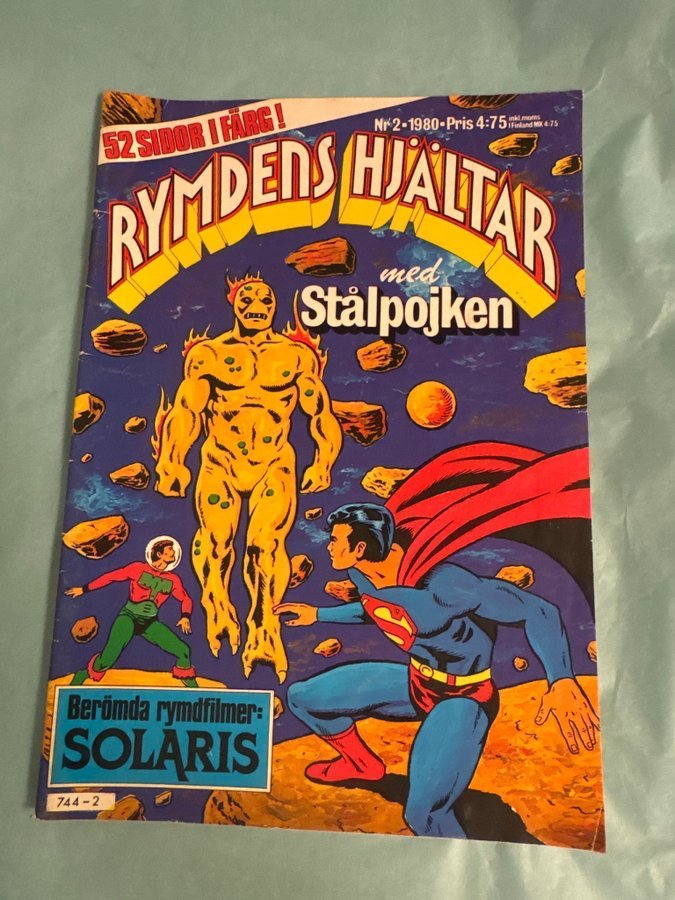 52 SIDOR I FÄRG!
Nr 2 • 1980 • Pris 4:75 inkl. moms
I Finland MK 4:75
RYMDENS HJÄLTAR
med
Stålpojken
S
Berömda rymdfilmer:
SOLARIS
744-2